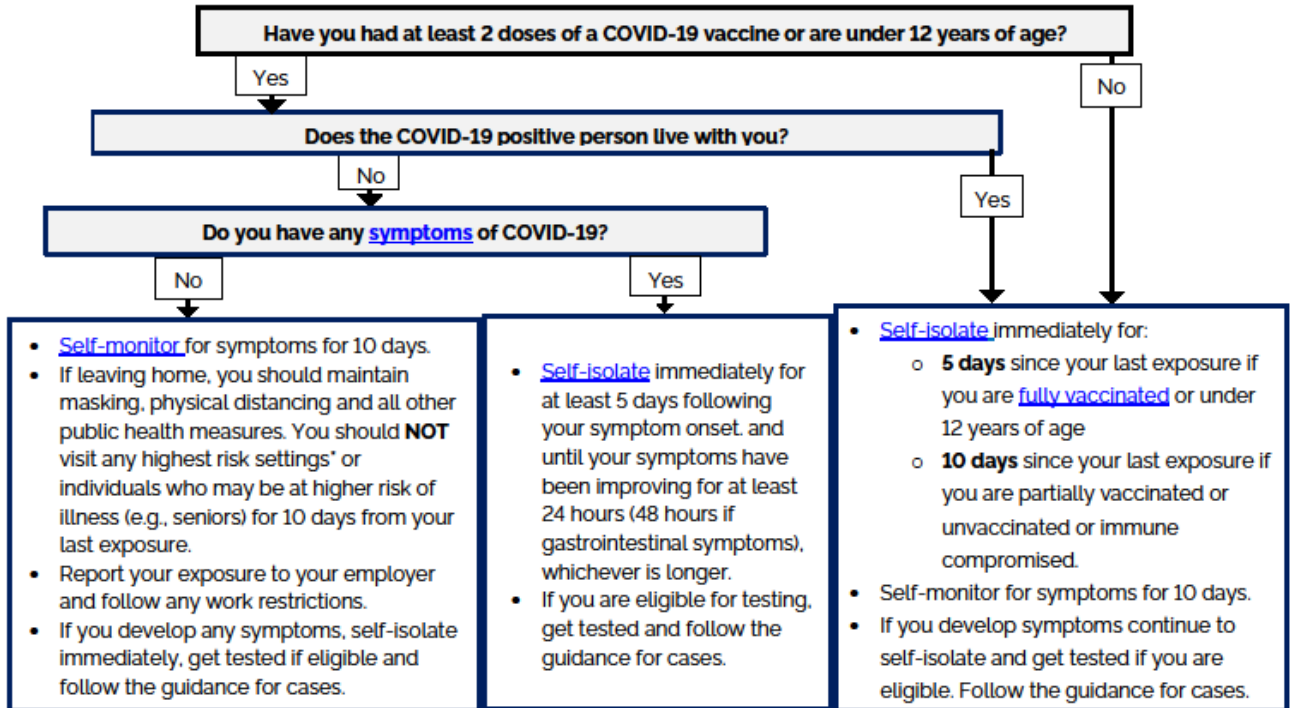 Have you had at least 2 doses of a COVID-19 vaccine or are under 12 years of age?
Yes
No
Does the COVID-19 positive person live with you?
No
Yes
Do you have any symptoms of COVID-19?
No
Yes
• Self-monitor for symptoms for 10 days.
• If leaving home, you should maintain
masking, physical distancing and all other
public health measures. You should NOT
visit any highest risk settings* or
individuals who may be at higher risk of
illness (e.g., seniors) for 10 days from your
last exposure.
• Report your exposure to your employer
and follow any work restrictions.
• If you develop any symptoms, self-isolate
immediately, get tested if eligible and
follow the guidance for cases.
• Self-isolate immediately for
at least 5 days following
your symptom onset. and
until your symptoms have
been improving for at least
24 hours (48 hours if
gastrointestinal symptoms),
whichever is longer.
• If you are eligible for testing,
get tested and follow the
guidance for cases.
• Self-isolate immediately for:
o 5 days since your last exposure if
you are fully vaccinated or under
12 years of age
o 10 days since your last exposure if
you are partially vaccinated or
unvaccinated or immune
compromised.
• Self-monitor for symptoms for 10 days.
• If you develop symptoms continue to
self-isolate and get tested if you are
eligible. Follow the guidance for cases.